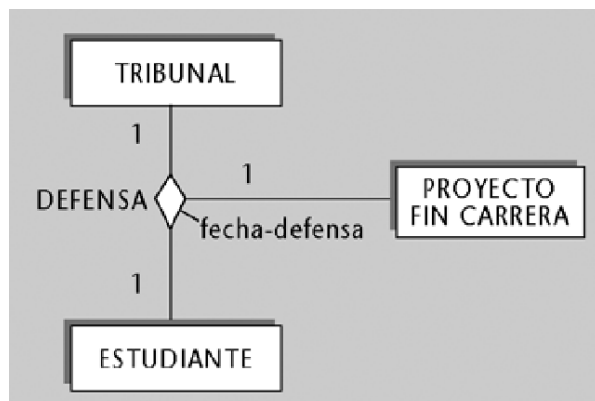 TRIBUNAL
1
1
DEFENSA
PROYECTO
FIN CARRERA
fecha-defensa
1
ESTUDIANTE